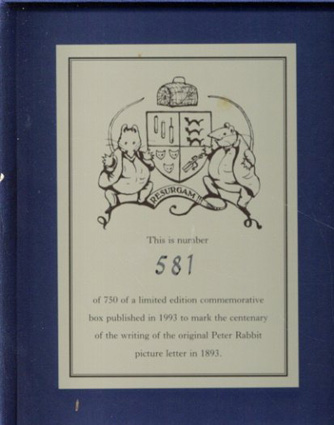 RESURGAM!!!
This is number
581
of 750 of a limited edition commemorative
box published in 1993 to mark the centenary
of the writing of the original Peter Rabbit
picture letter in 1893.